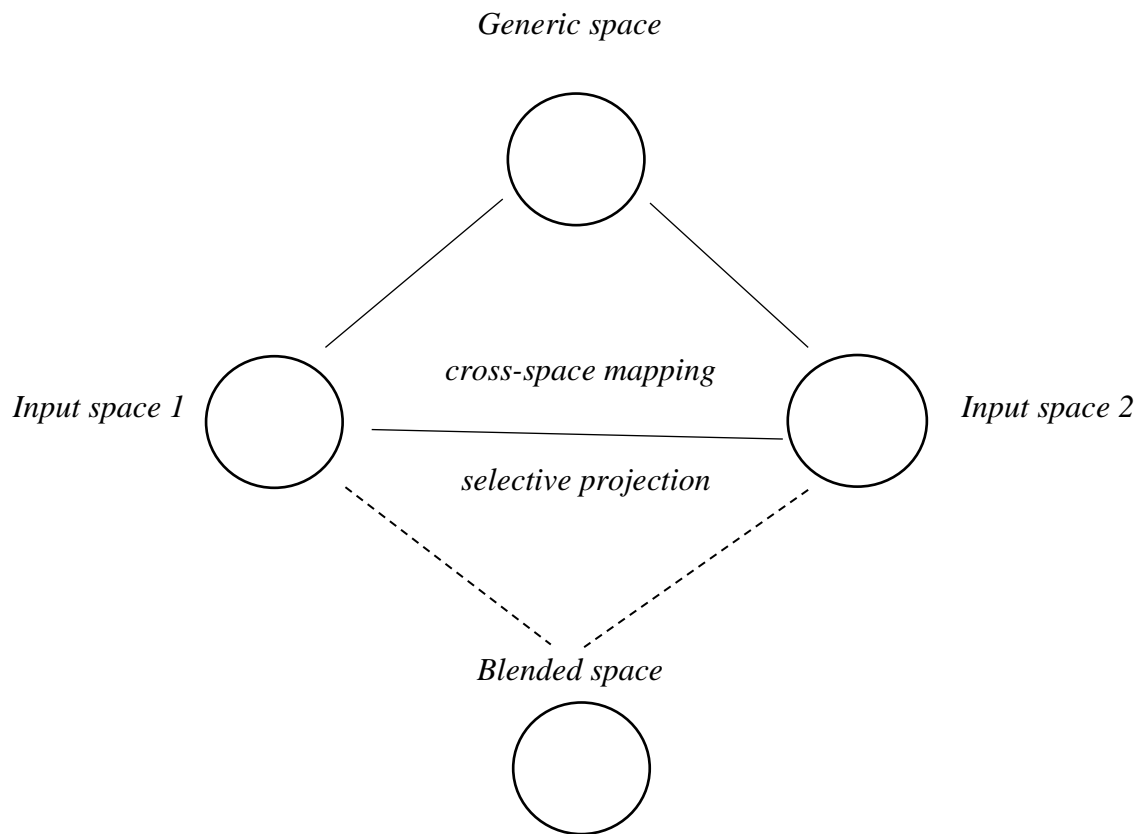 Generic space
cross-space mapping
Input space 1
Input space 2
selective projection
Blended space